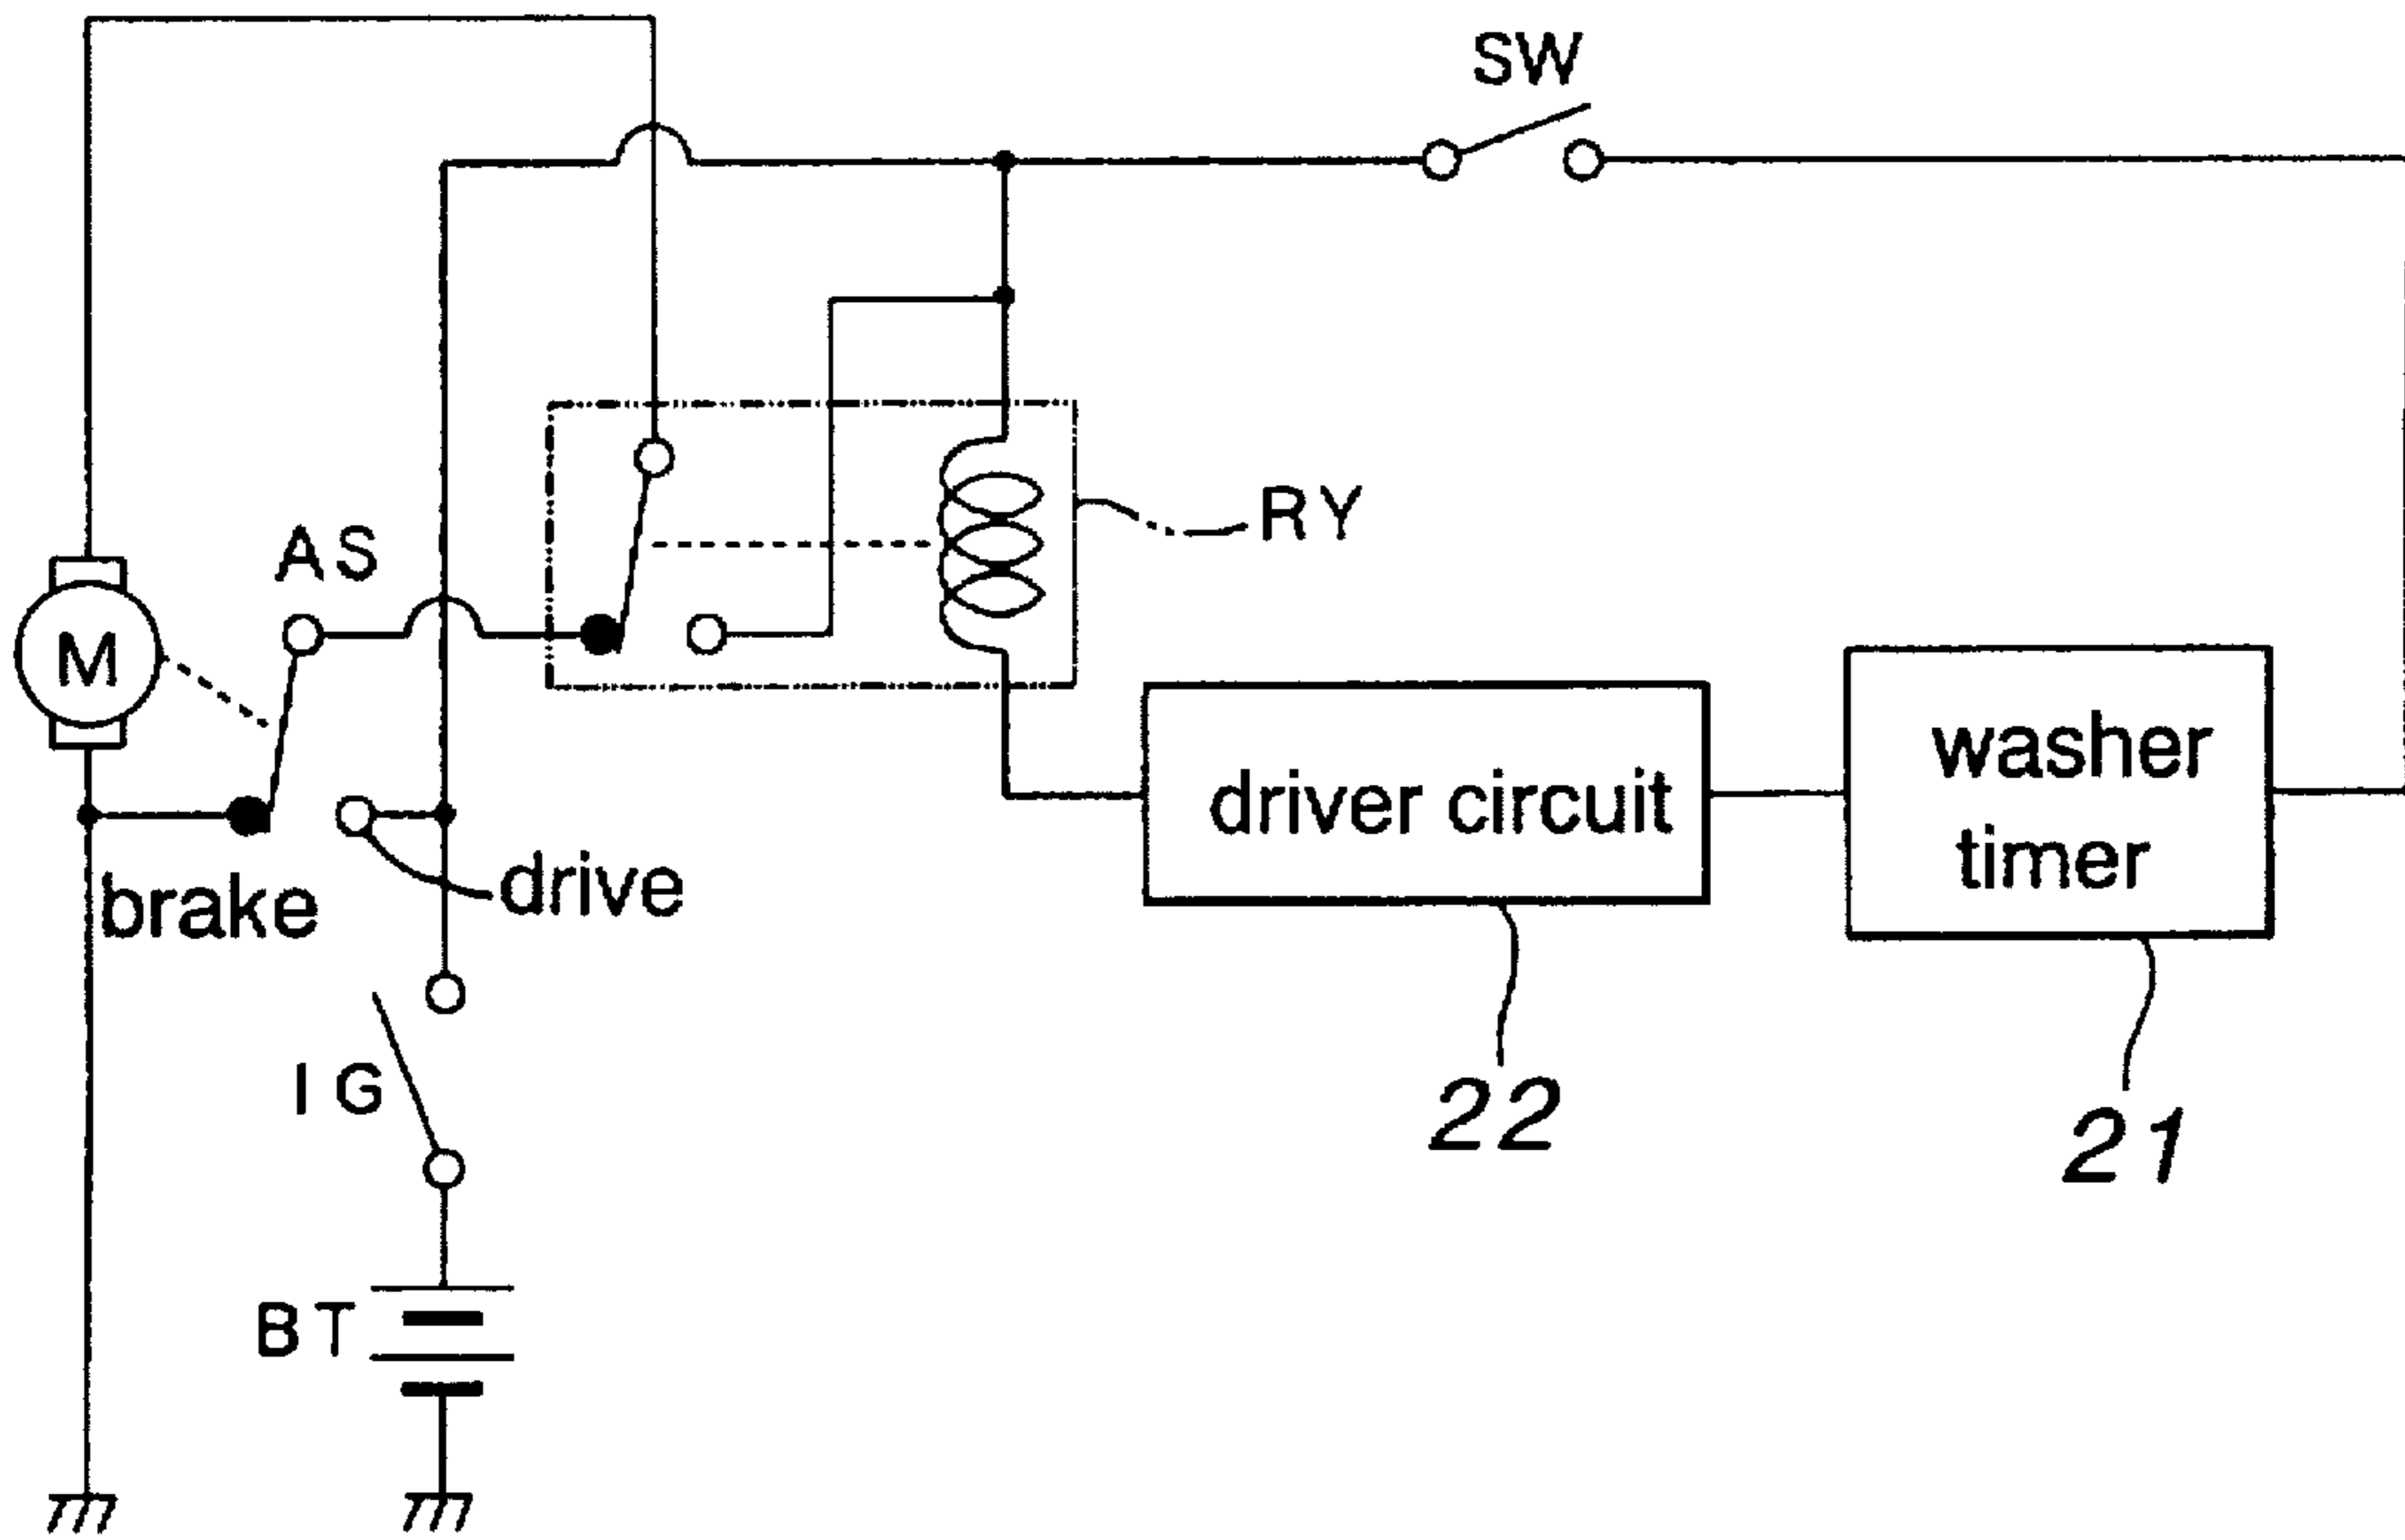 SW
RY
AS
M
washer
timer
driver circuit
brake
drive
IG
22
21
BT